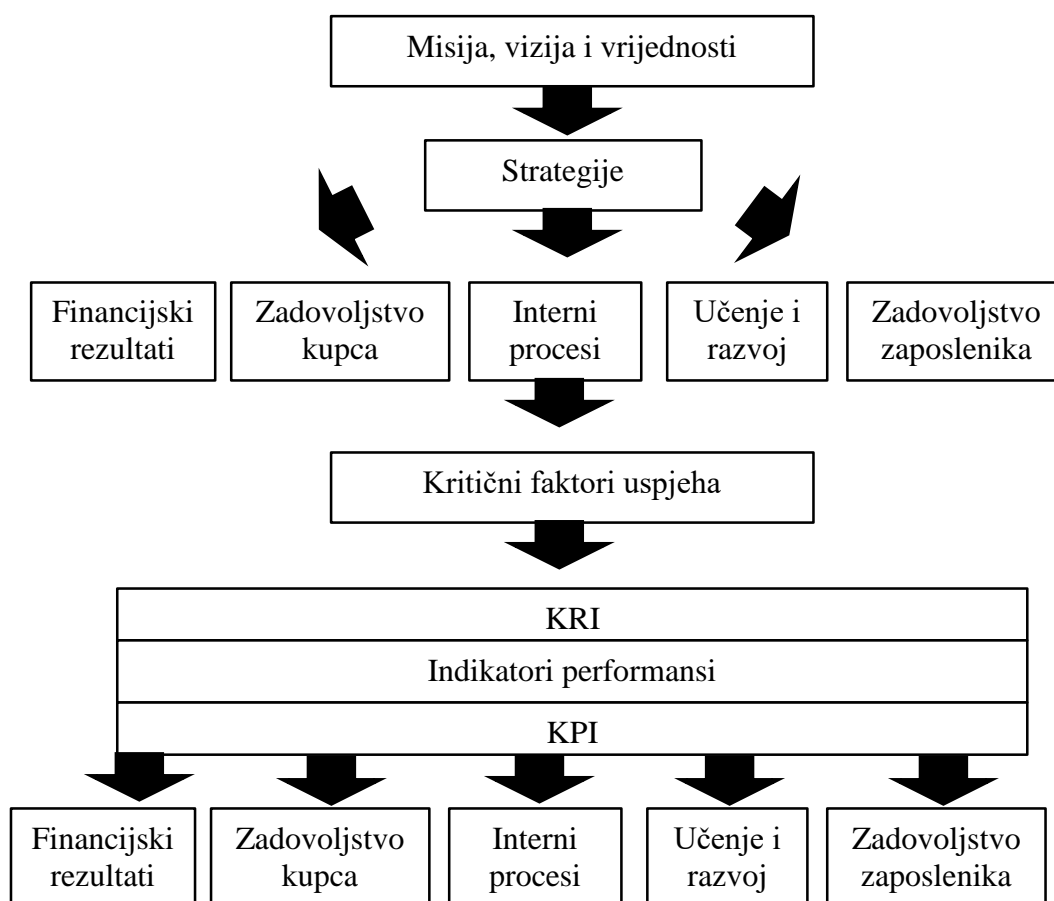 Misija, vizija i vrijednosti
Strategije
Financijski
rezultati
Zadovoljstvo
kupca
Interni
procesi
Učenje i
razvoj
Zadovoljstvo
zaposlenika
Kritični faktori uspjeha
KRI
Indikatori performansi
KPI
Financijski
rezultati
Zadovoljstvo
kupca
Interni
procesi
Učenje i
razvoj
Zadovoljstvo
zaposlenika